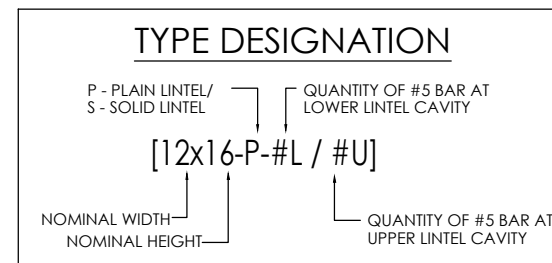 TYPE DESIGNATION
P - PLAIN LINTEL/
S - SOLID LINTEL
QUANTITY OF #5 BAR AT
LOWER LINTEL CAVITY
[12x16-P-#L / #U]
NOMINAL WIDTH
NOMINAL HEIGHT
QUANTITY OF #5 BAR AT
UPPER LINTEL CAVITY